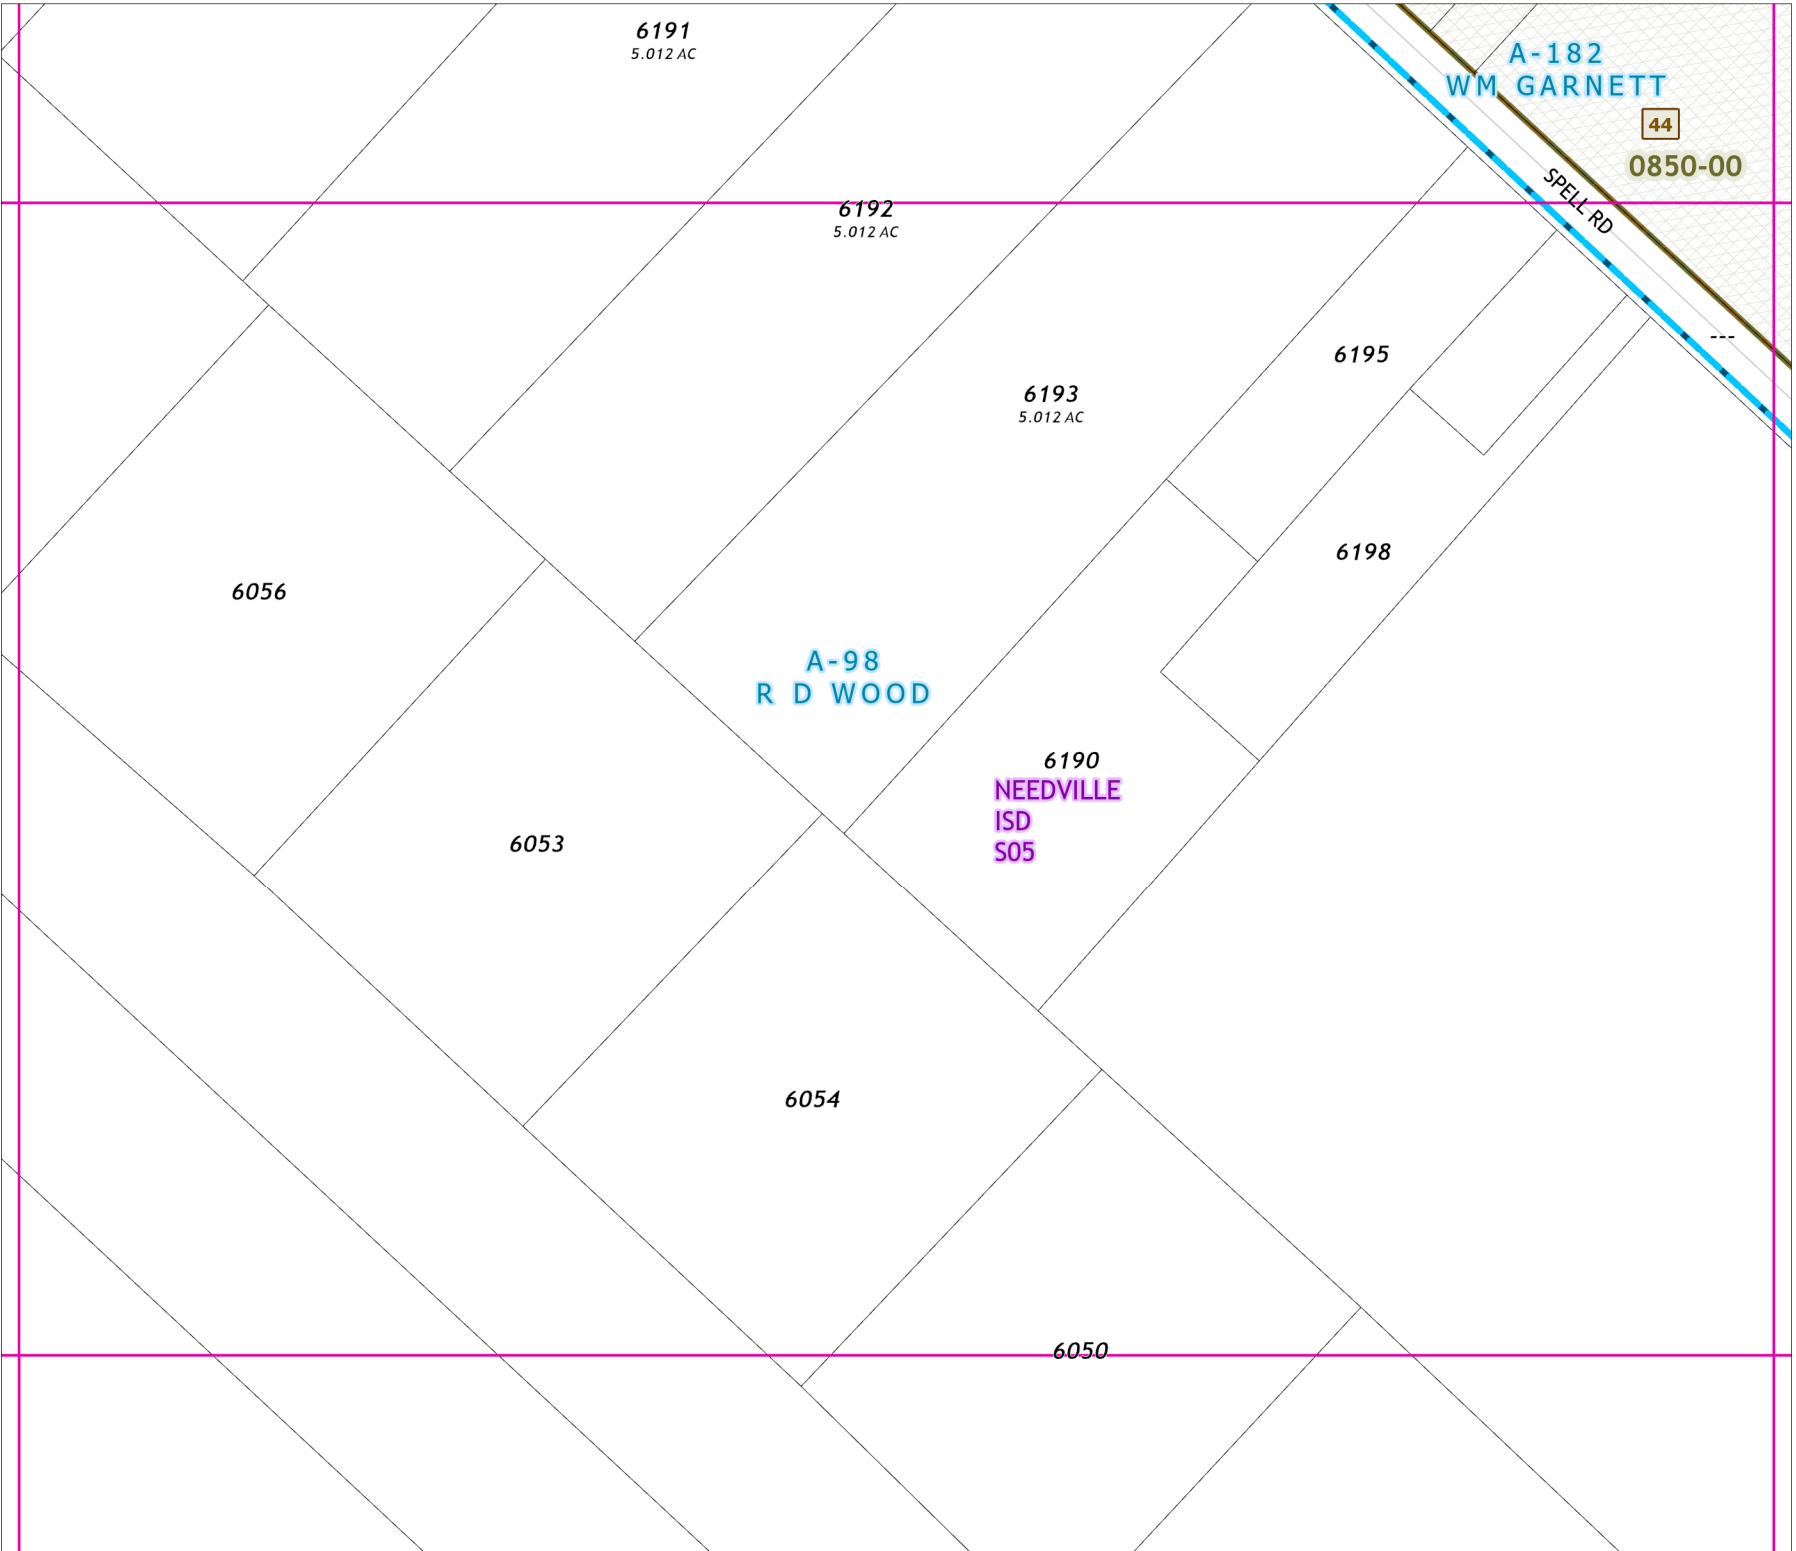 6191
5.012 AC
A-182
WM GARNETT
44
0850-00
SPELL RD
6192
5.012 AC
---
6195
6193
5.012 AC
6198
6056
A-98
R D WOOD
6190
NEEDVILLE
ISD
S05
6053
6054
6050